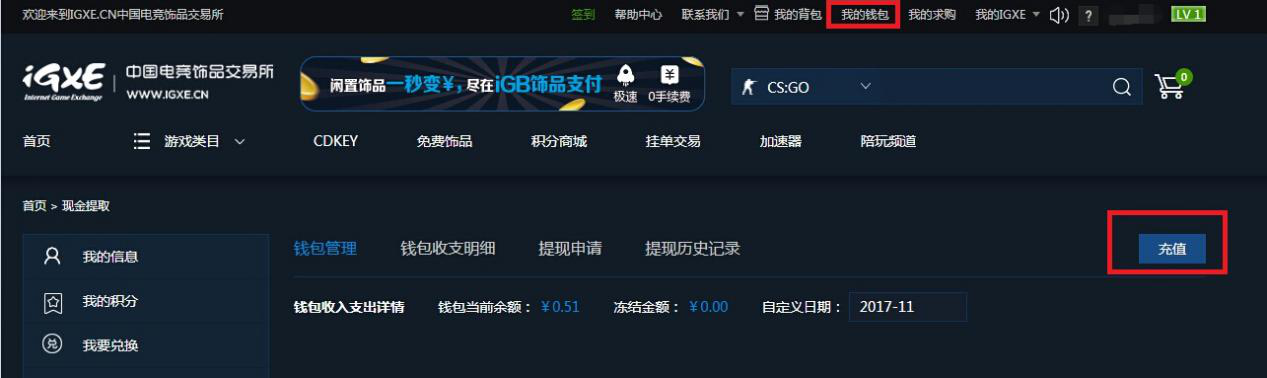 欢迎来到IGXE.CN中国电竞饰品交易所 签到 帮助中心 联系我们 我的背包 我的钱包 我的求购 我的IGXE ? LV 1
iGXE 中国电竞饰品交易所
Internet Game Exchange WWW.IGXE.CN
闲置饰品一秒变¥,尽在iGB饰品支付 ¥
极速 0手续费
CS:GO 0
首页 游戏类目 CDKEY 免费饰品 积分商城 挂单交易 加速器 陪玩频道
首页 > 现金提取
我的信息
我的积分
兑 我要兑换
钱包管理 钱包收支明细 提现申请 提现历史记录 充值
钱包收入支出详情 钱包当前余额:¥0.51 冻结金额:¥0.00 自定义日期: 2017-11